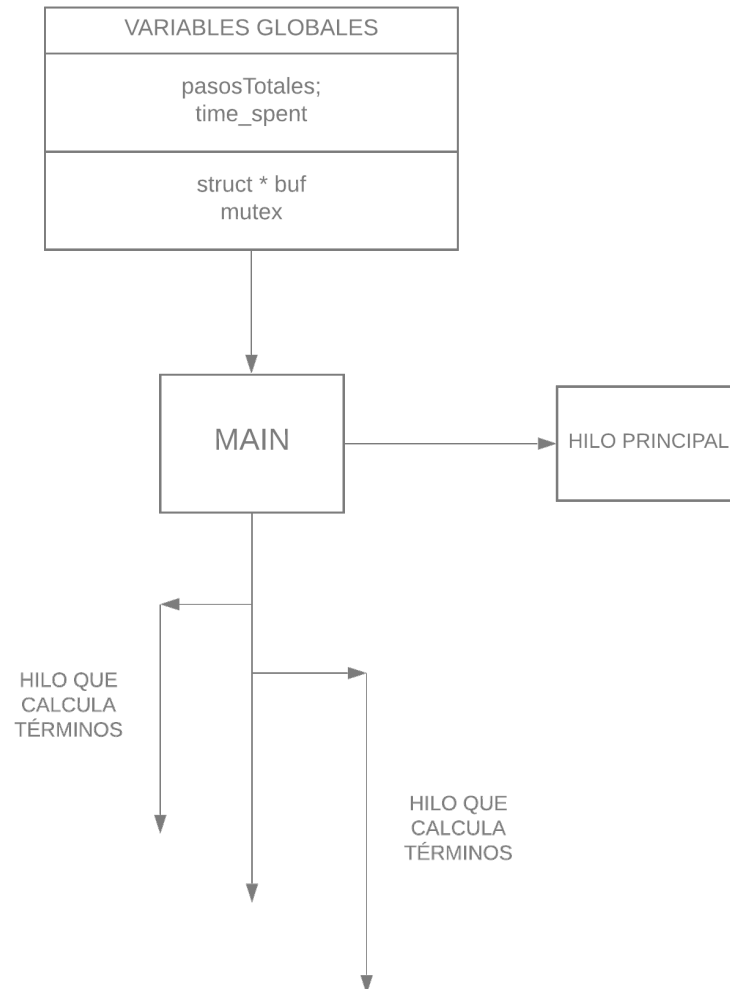 VARIABLES GLOBALES
pasosTotales;
time_spent
struct * buf
mutex
MAIN
HILO PRINCIPAL
HILO QUE
CALCULA
TÉRMINOS
HILO QUE
CALCULA
TÉRMINOS